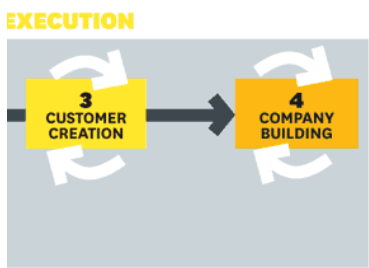 EXECUTION
3
CUSTOMER
CREATION
4
COMPANY
BUILDING